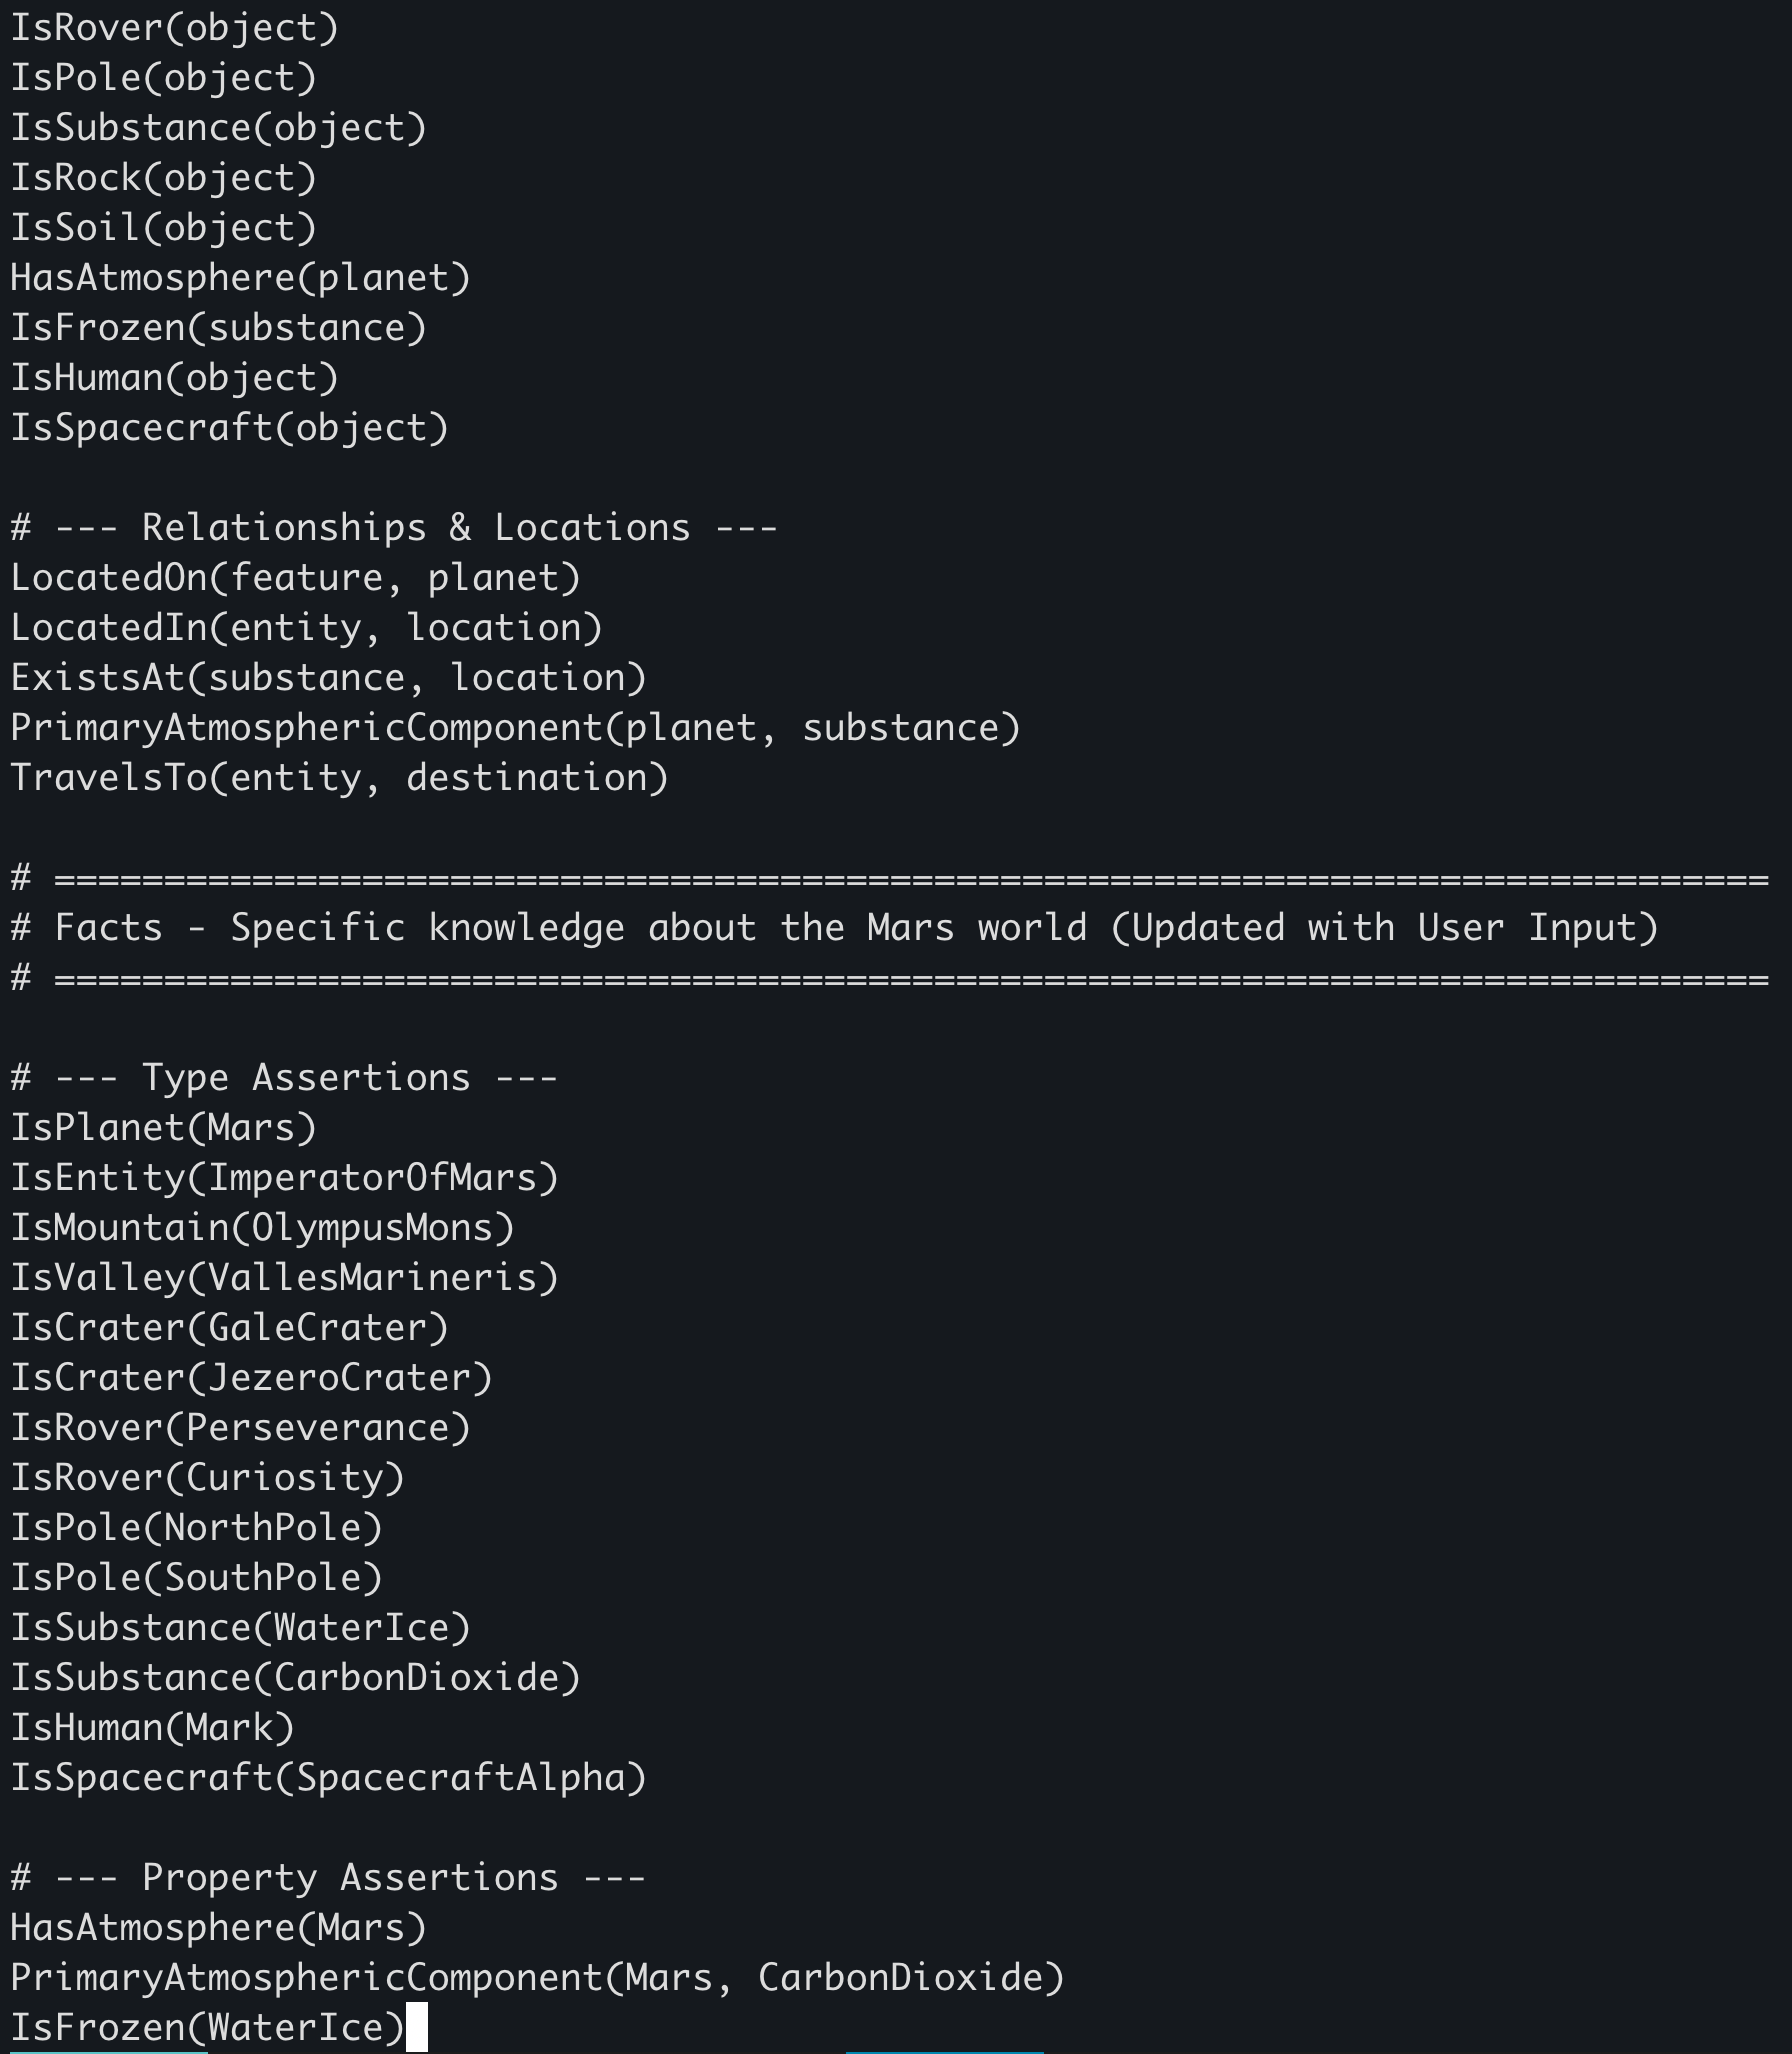 IsRover(object)
IsPole(object)
IsSubstance(object)
IsRock(object)
IsSoil(object)
HasAtmosphere(planet)
IsFrozen(substance)
IsHuman(object)
IsSpacecraft(object)

# --- Relationships & Locations ---
LocatedOn(feature, planet)
LocatedIn(entity, location)
ExistsAt(substance, location)
PrimaryAtmosphericComponent(planet, substance)
TravelsTo(entity, destination)

# ==============================================================================
# Facts - Specific knowledge about the Mars world (Updated with User Input)
# ==============================================================================

# --- Type Assertions ---
IsPlanet(Mars)
IsEntity(ImperatorOfMars)
IsMountain(OlympusMons)
IsValley(VallesMarineris)
IsCrater(GaleCrater)
IsCrater(JezeroCrater)
IsRover(Perseverance)
IsRover(Curiosity)
IsPole(NorthPole)
IsPole(SouthPole)
IsSubstance(WaterIce)
IsSubstance(CarbonDioxide)
IsHuman(Mark)
IsSpacecraft(SpacecraftAlpha)

# --- Property Assertions ---
HasAtmosphere(Mars)
PrimaryAtmosphericComponent(Mars, CarbonDioxide)
IsFrozen(WaterIce)